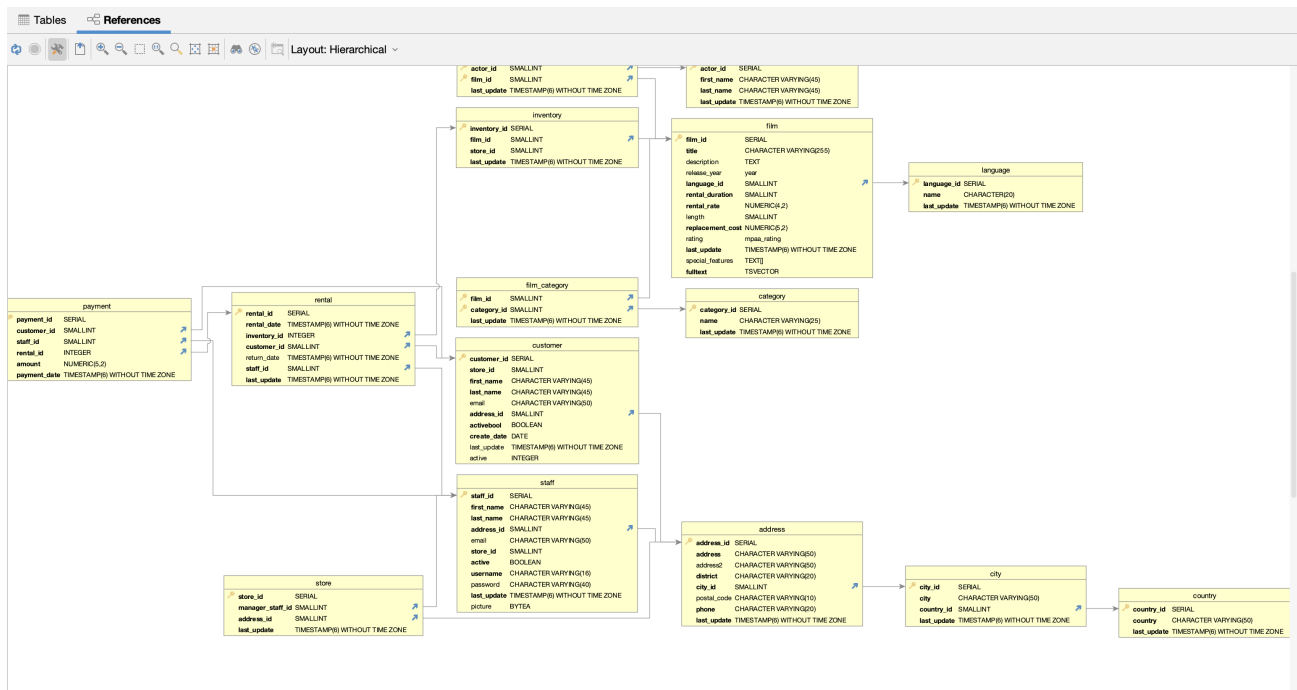 Tables References
Layout: Hierarchical
actor_id SMALLINT
film_id SMALLINT
last_update TIMESTAMP(6) WITHOUT TIME ZONE
actor_id SERIAL
first_name CHARACTER VARYING(45)
last_name CHARACTER VARYING(45)
last_update TIMESTAMP(6) WITHOUT TIME ZONE
inventory
inventory_id SERIAL
film_id SMALLINT
store_id SMALLINT
last_update TIMESTAMP(6) WITHOUT TIME ZONE
film
film_id SERIAL
title CHARACTER VARYING(255)
description TEXT
release_year year
language_id SMALLINT
rental_duration SMALLINT
rental_rate NUMERIC(4,2)
length SMALLINT
replacement_cost NUMERIC(5,2)
rating mpaa_rating
last_update TIMESTAMP(6) WITHOUT TIME ZONE
special_features TEXT[]
fulltext TSVECTOR
language
language_id SERIAL
name CHARACTER(20)
last_update TIMESTAMP(6) WITHOUT TIME ZONE
film_category
film_id SMALLINT
category_id SMALLINT
last_update TIMESTAMP(6) WITHOUT TIME ZONE
category
category_id SERIAL
name CHARACTER VARYING(25)
last_update TIMESTAMP(6) WITHOUT TIME ZONE
payment
payment_id SERIAL
customer_id SMALLINT
staff_id SMALLINT
rental_id INTEGER
amount NUMERIC(5,2)
payment_date TIMESTAMP(6) WITHOUT TIME ZONE
rental
rental_id SERIAL
rental_date TIMESTAMP(6) WITHOUT TIME ZONE
inventory_id INTEGER
customer_id SMALLINT
return_date TIMESTAMP(6) WITHOUT TIME ZONE
staff_id SMALLINT
last_update TIMESTAMP(6) WITHOUT TIME ZONE
customer
customer_id SERIAL
store_id SMALLINT
first_name CHARACTER VARYING(45)
last_name CHARACTER VARYING(45)
email CHARACTER VARYING(50)
address_id SMALLINT
activebool BOOLEAN
create_date DATE
last_update TIMESTAMP(6) WITHOUT TIME ZONE
active INTEGER
staff
staff_id SERIAL
first_name CHARACTER VARYING(45)
last_name CHARACTER VARYING(45)
address_id SMALLINT
email CHARACTER VARYING(50)
store_id SMALLINT
active BOOLEAN
username CHARACTER VARYING(16)
password CHARACTER VARYING(40)
last_update TIMESTAMP(6) WITHOUT TIME ZONE
picture BYTEA
store
store_id SERIAL
manager_staff_id SMALLINT
address_id SMALLINT
last_update TIMESTAMP(6) WITHOUT TIME ZONE
address
address_id SERIAL
address CHARACTER VARYING(50)
address2 CHARACTER VARYING(50)
district CHARACTER VARYING(20)
city_id SMALLINT
postal_code CHARACTER VARYING(10)
phone CHARACTER VARYING(20)
last_update TIMESTAMP(6) WITHOUT TIME ZONE
city
city_id SERIAL
city CHARACTER VARYING(50)
country_id SMALLINT
last_update TIMESTAMP(6) WITHOUT TIME ZONE
country
country_id SERIAL
country CHARACTER VARYING(50)
last_update TIMESTAMP(6) WITHOUT TIME ZONE